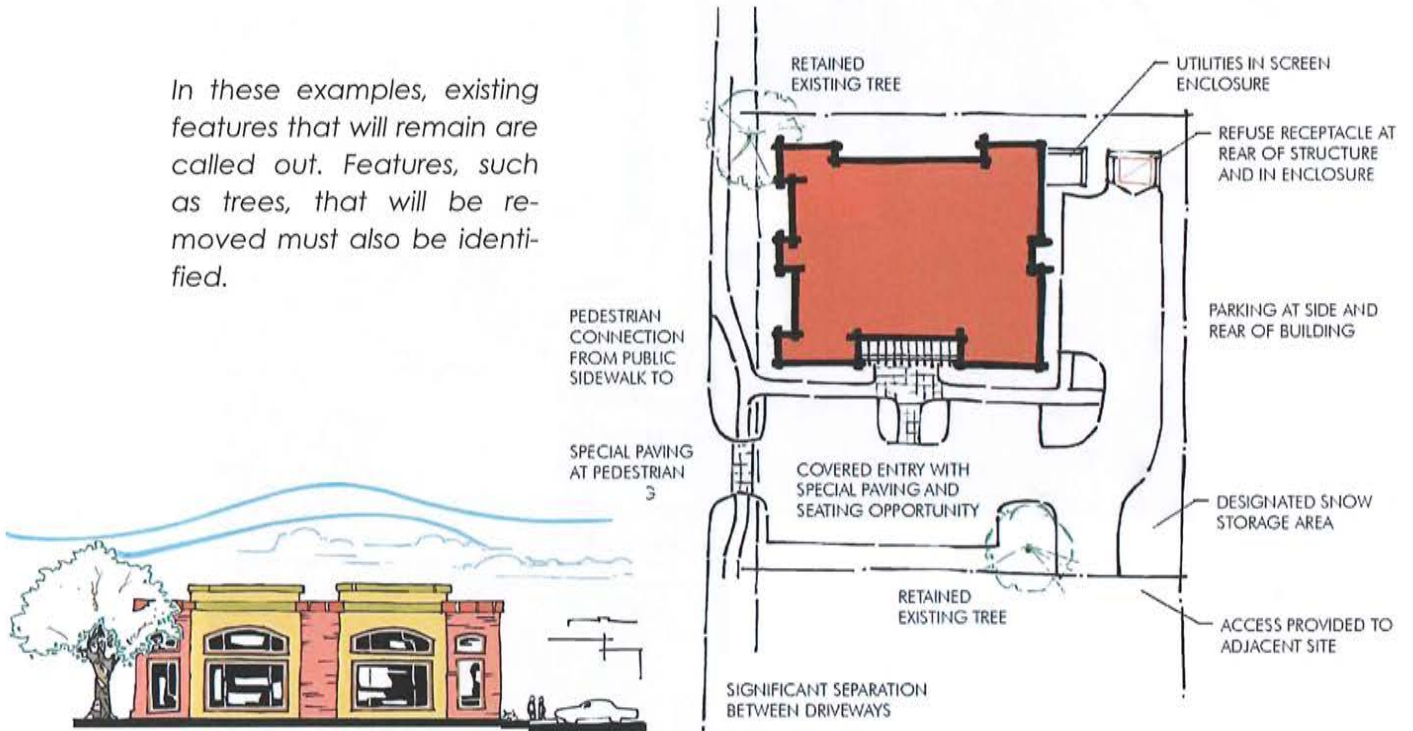 In these examples, existing
features that will remain are
called out. Features, such
as trees, that will be re-
moved must also be identi-
fied.
RETAINED
EXISTING TREE
UTILITIES IN SCREEN
ENCLOSURE
REFUSE RECEPTACLE AT
REAR OF STRUCTURE
AND IN ENCLOSURE
PEDESTRIAN
CONNECTION
FROM PUBLIC
SIDEWALK TO
PARKING AT SIDE AND
REAR OF BUILDING
SPECIAL PAVING
AT PEDESTRIAN
COVERED ENTRY WITH
SPECIAL PAVING AND
SEATING OPPORTUNITY
DESIGNATED SNOW
STORAGE AREA
RETAINED
EXISTING TREE
ACCESS PROVIDED TO
ADJACENT SITE
SIGNIFICANT SEPARATION
BETWEEN DRIVEWAYS